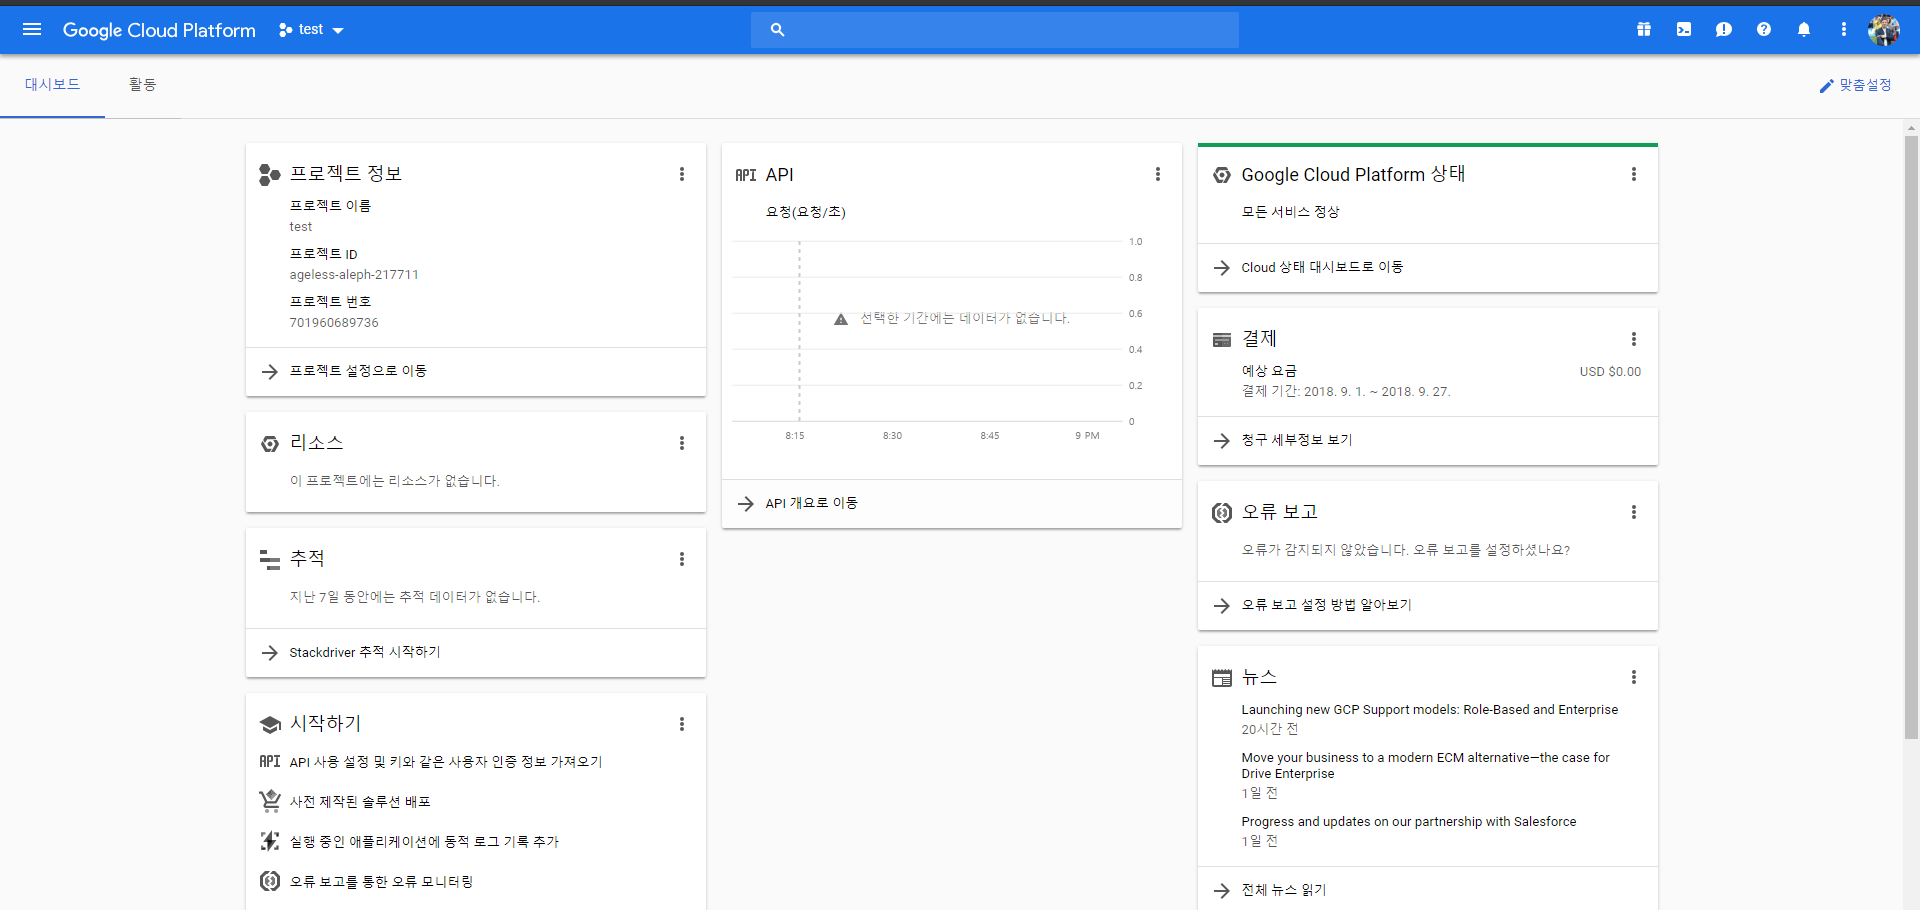 Google Cloud Platform
test
대시보드
활동
맞춤설정
프로젝트 정보
프로젝트 이름
test
프로젝트 ID
ageless-aleph-217711
프로젝트 번호
701960689736
프로젝트 설정으로 이동
리소스
이 프로젝트에는 리소스가 없습니다.
추적
지난 7일 동안에는 추적 데이터가 없습니다.
Stackdriver 추적 시작하기
시작하기
API API 사용 설정 및 키와 같은 사용자 인증 정보 가져오기
사전 제작된 솔루션 배포
실행 중인 애플리케이션에 동적 로그 기록 추가
오류 보고를 통한 오류 모니터링
API API
요청(요청/초)
1.0
0.8
선택한 기간에는 데이터가 없습니다.
0.6
0.4
0.2
0
8:15 8:30 8:45 9 PM
API 개요로 이동
Google Cloud Platform 상태
모든 서비스 정상
Cloud 상태 대시보드로 이동
결제
예상 요금 USD $0.00
결제 기간: 2018. 9. 1. ~ 2018. 9. 27.
청구 세부정보 보기
오류 보고
오류가 감지되지 않았습니다. 오류 보고를 설정하셨나요?
오류 보고 설정 방법 알아보기
뉴스
Launching new GCP Support models: Role-Based and Enterprise
20시간 전
Move your business to a modern ECM alternative—the case for
Drive Enterprise
1일 전
Progress and updates on our partnership with Salesforce
1일 전
전체 뉴스 읽기